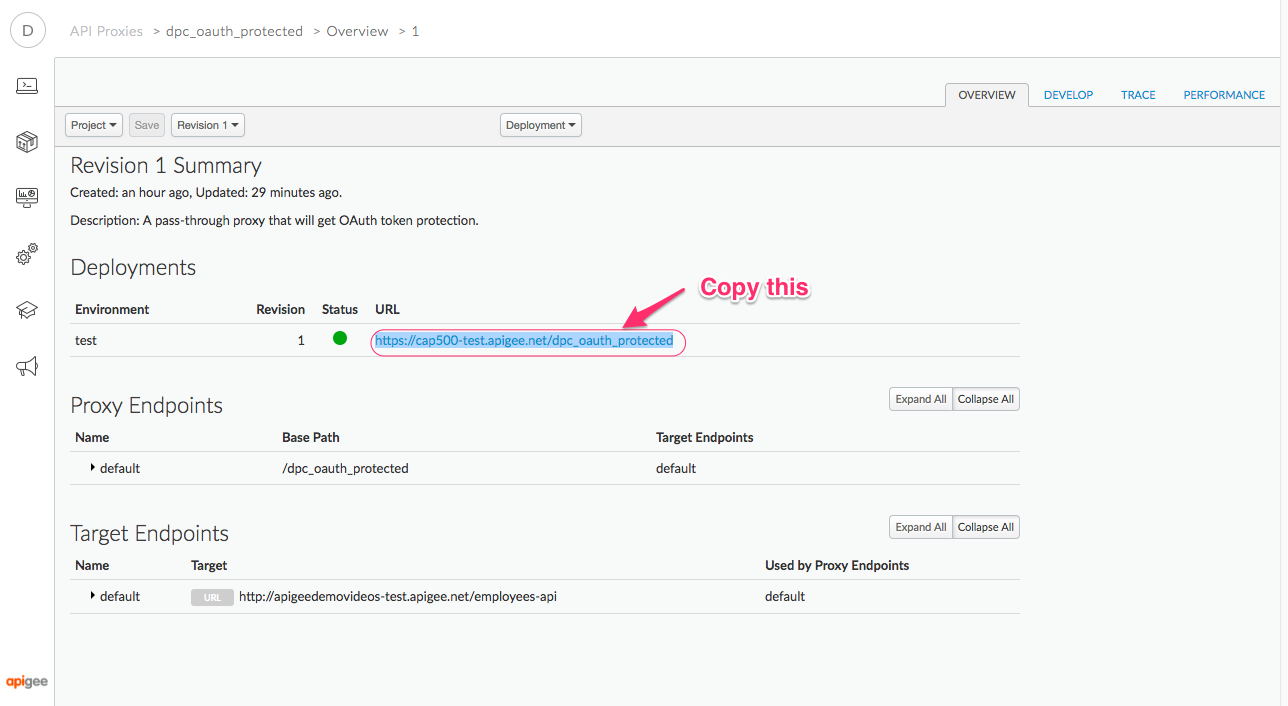 D API Proxies > dpc_oauth_protected > Overview > 1
OVERVIEW DEVELOP TRACE PERFORMANCE
Project Save Revision 1 Deployment
Revision 1 Summary
Created: an hour ago, Updated: 29 minutes ago.
Description: A pass-through proxy that will get OAuth token protection.
Deployments
Copy this
Environment Revision Status URL
test 1 https://cap500-test.apigee.net/dpc_oauth_protected
Proxy Endpoints Expand All Collapse All
Name Base Path Target Endpoints
default /dpc_oauth_protected default
Target Endpoints Expand All Collapse All
Name Target Used by Proxy Endpoints
default URL http://apigeedemovideos-test.apigee.net/employees-api default
apigee